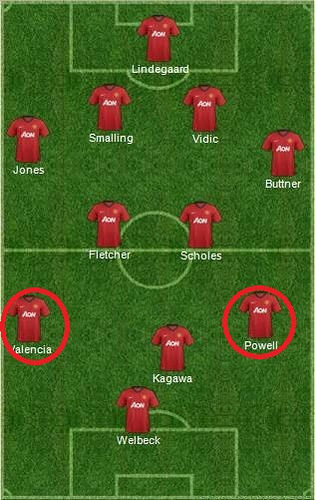 AON
Lindegaard
AON
AON
Smalling
Vidic
AON
AON
Jones
Buttner
AON
AON
Fletcher
Scholes
AON
AON
Valencia
Powell
AON
Kagawa
AON
Welbeck